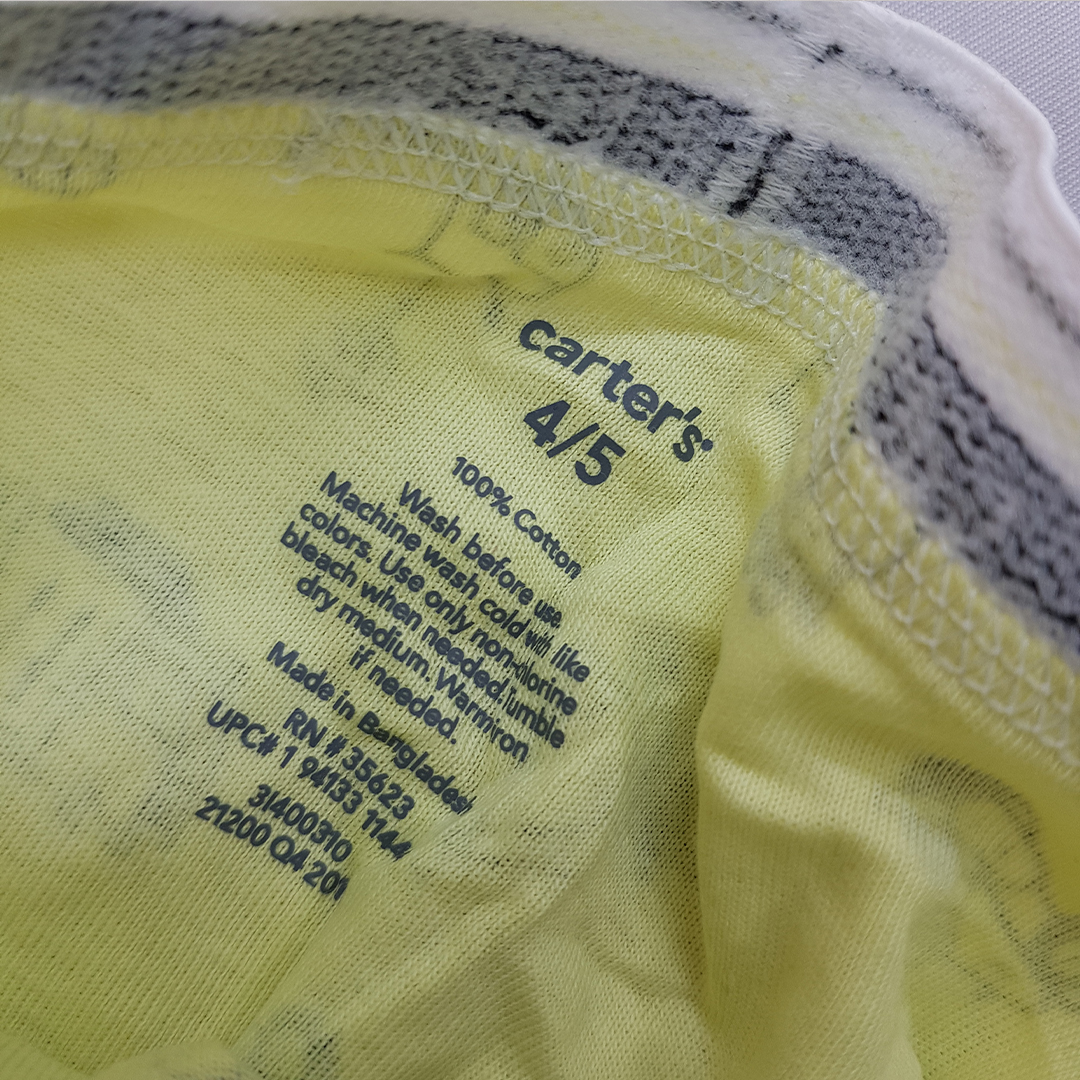 carter's
4/5
100% Cotton
Wash before use.
Machine wash cold with like
colors. Use only non-chlorine
bleach when needed. Tumble
dry medium. Warm iron
if needed.
Made in Bangladesh
RN # 35623
UPC# 1 94133 1144
31400310
21200 Q4 201